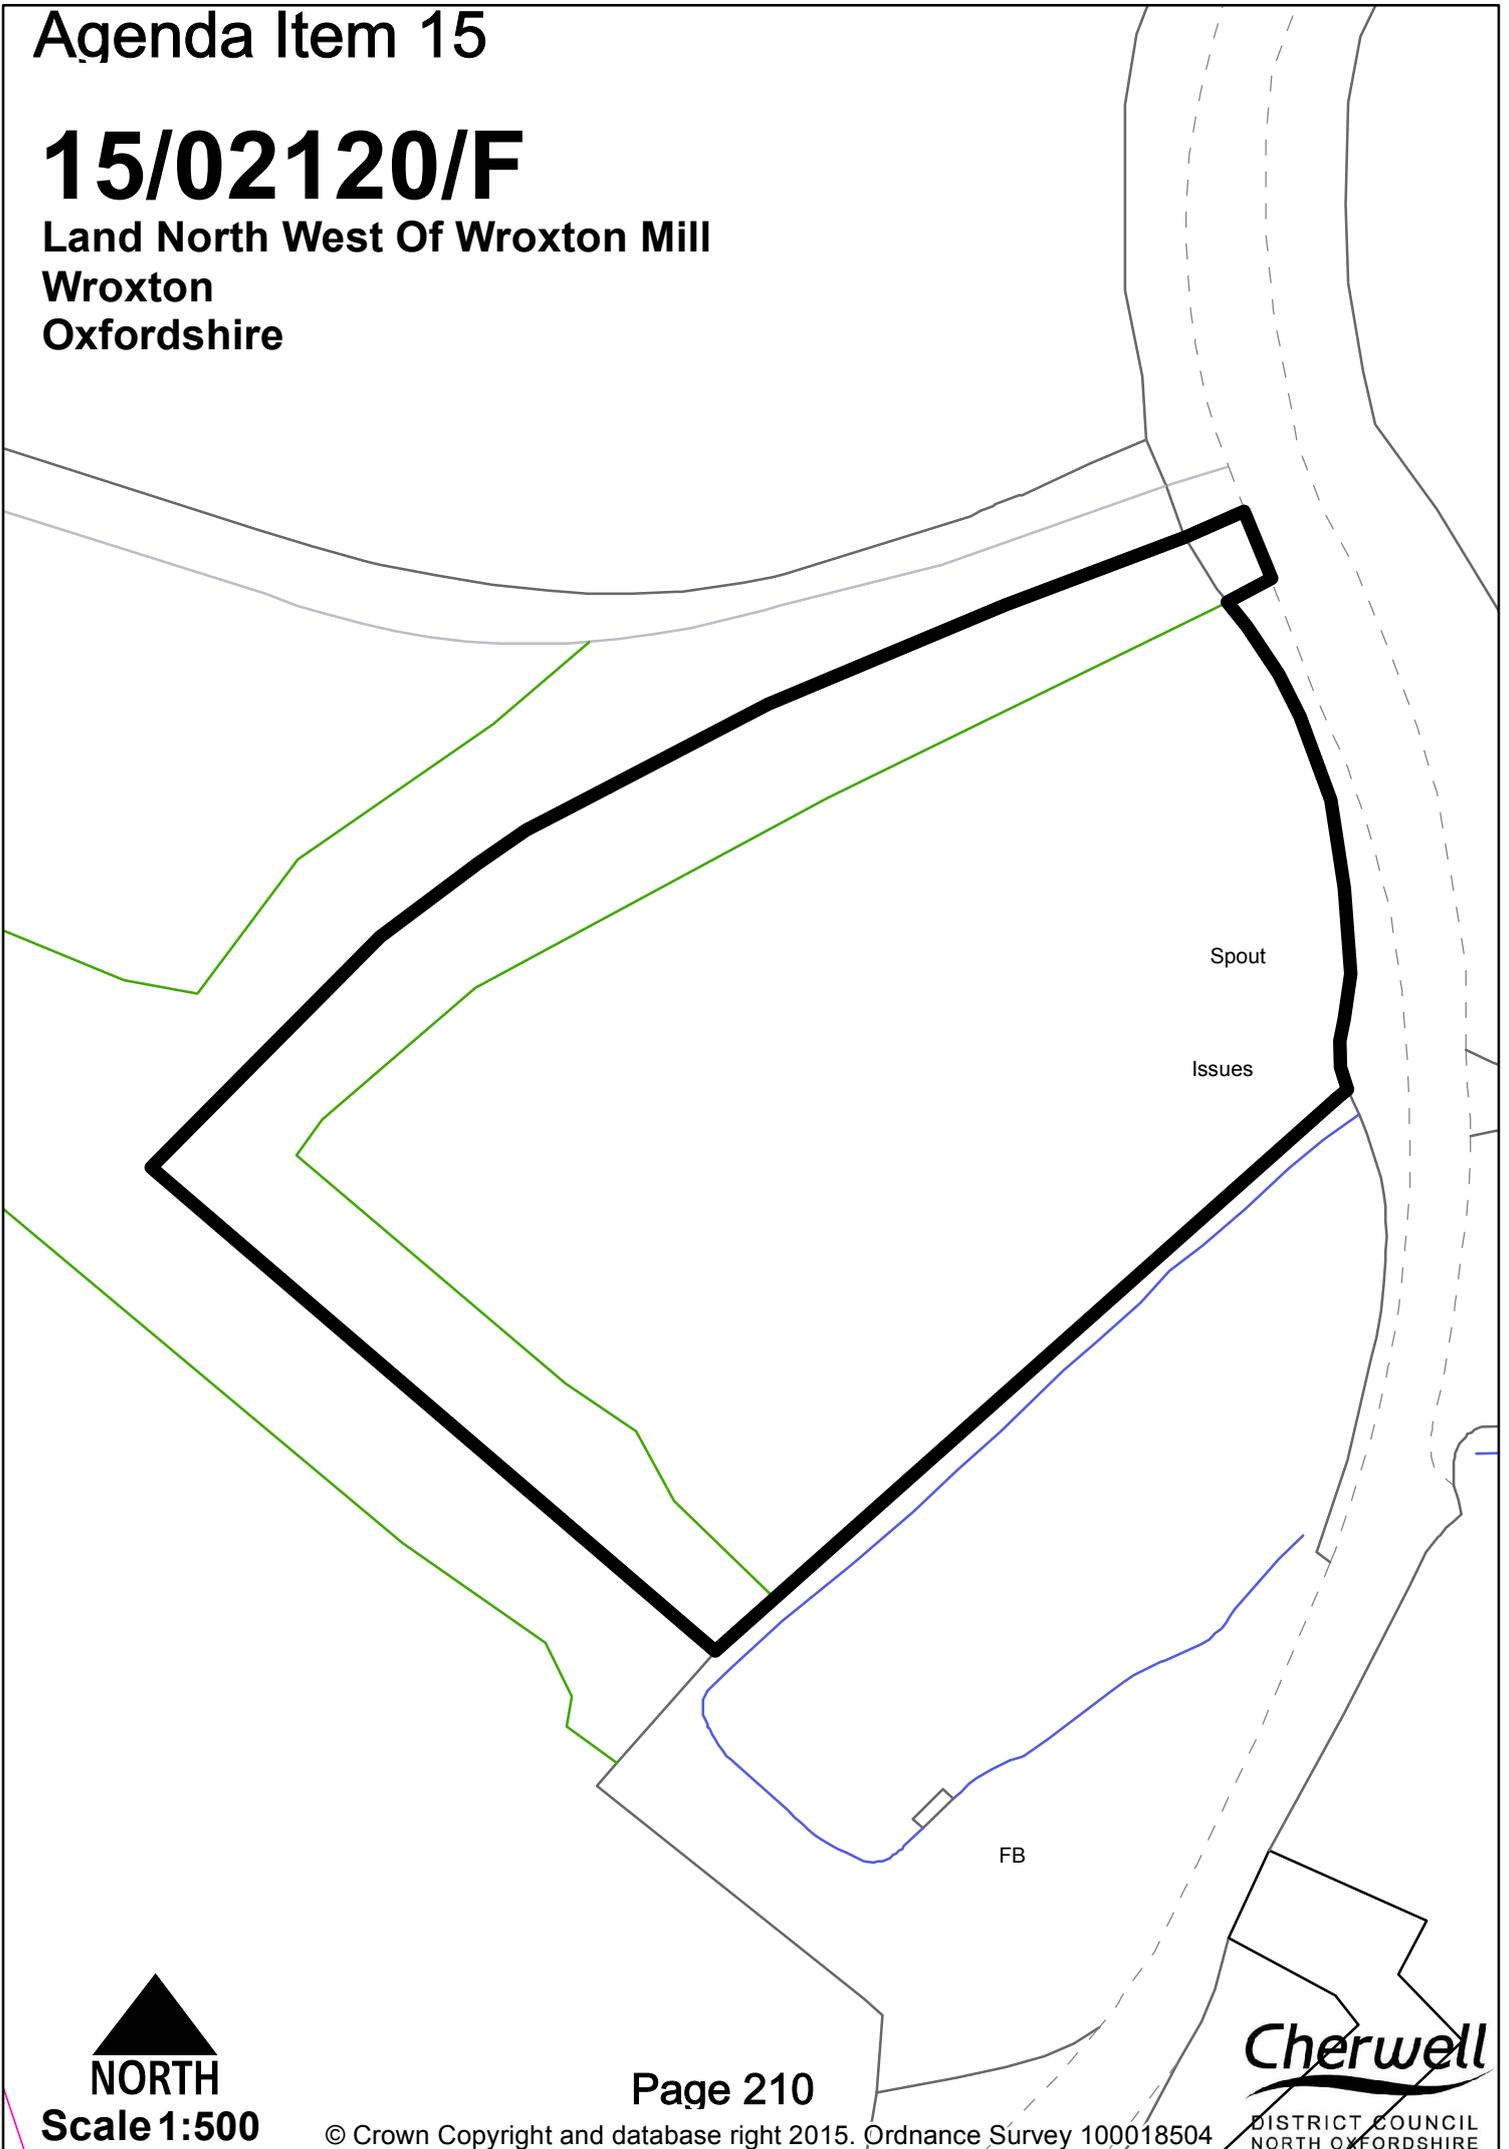 Agenda Item 15
15/02120/F
Land North West Of Wroxton Mill
Wroxton
Oxfordshire
Spout
Issues
FB
NORTH
Scale 1:500
Page 210
© Crown Copyright and database right 2015. Ordnance Survey 100018504
Cherwell
DISTRICT COUNCIL
NORTH OXFORDSHIRE